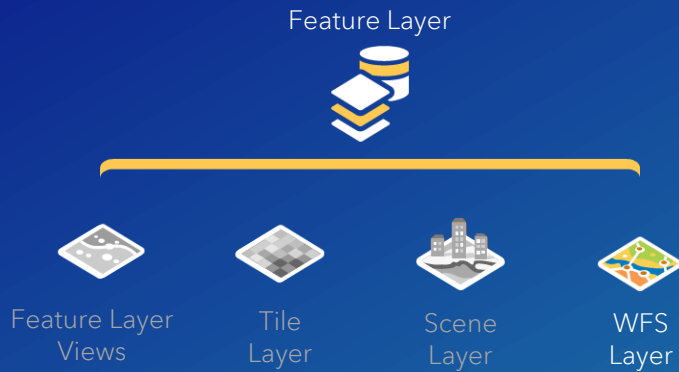 Feature Layer
Feature Layer
Views
Tile
Layer
Scene
Layer
WFS
Layer